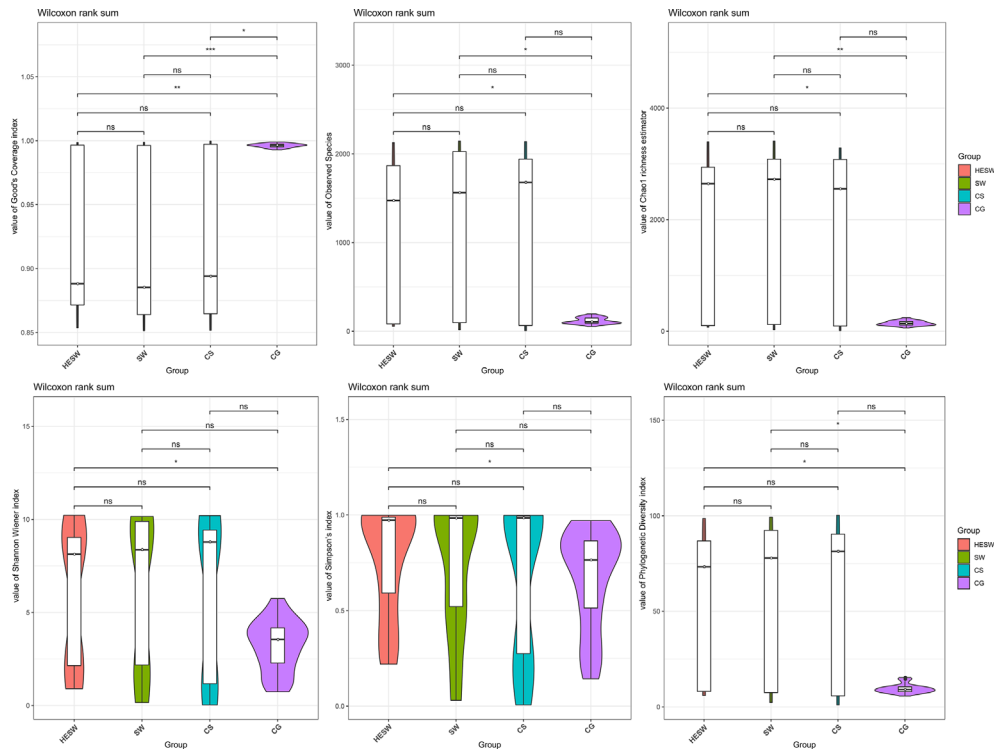 Wilcoxon rank sum
value of Good's Coverage index
1.05
1.00
0.95
0.90
0.85
*
***
ns
**
ns
ns
HESW
SW
CS
CG
Group
Wilcoxon rank sum
value of Observed Species
3000
2000
1000
0
ns
*
ns
*
ns
ns
HESW
SW
CS
CG
Group
Wilcoxon rank sum
value of Chao1 richness estimator
4000
2000
0
ns
**
ns
*
ns
ns
HESW
SW
CS
CG
Group
Group
HESW
SW
CS
CG
Wilcoxon rank sum
value of Shannon Wiener index
15
10
5
0
ns
ns
ns
*
ns
ns
HESW
SW
CS
CG
Group
Wilcoxon rank sum
value of Simpson's index
1.5
1.0
0.5
0.0
ns
ns
ns
*
ns
ns
HESW
SW
CS
CG
Group
Wilcoxon rank sum
value of Phylogenetic Diversity index
150
100
50
0
ns
*
ns
*
ns
ns
HESW
SW
CS
CG
Group
Group
HESW
SW
CS
CG